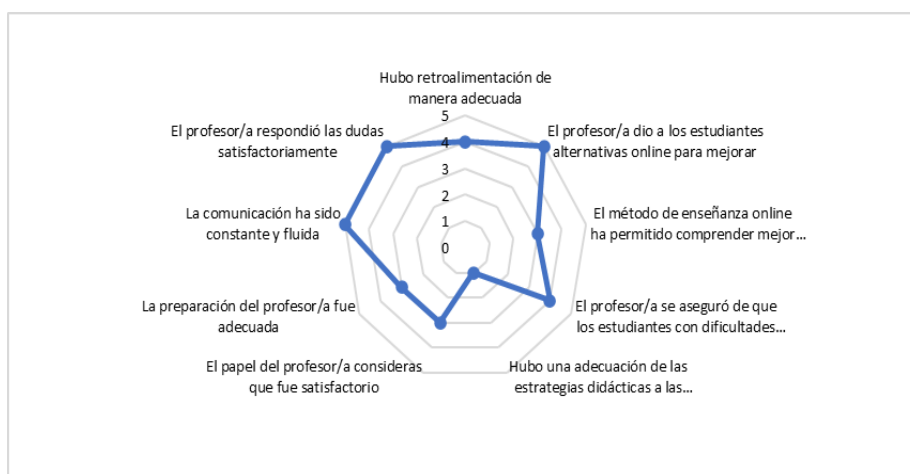 Hubo retroalimentación de
manera adecuada
5
4
3
2
1
0
El profesor/a dio a los estudiantes
alternativas online para mejorar
El método de enseñanza online
ha permitido comprender mejor...
El profesor/a se aseguró de que
los estudiantes con dificultades...
Hubo una adecuación de las
estrategias didácticas a las...
El papel del profesor/a consideras
que fue satisfactorio
La preparación del profesor/a fue
adecuada
La comunicación ha sido
constante y fluida
El profesor/a respondió las dudas
satisfactoriamente